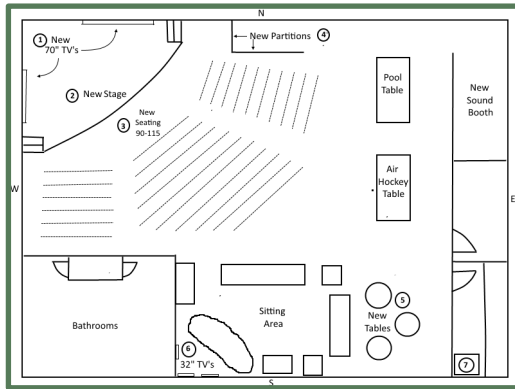 N
1 New
70" TV's
New Partitions 4
2 New Stage
3 New
Seating
90-115
Pool
Table
New
Sound
Booth
Air
Hockey
Table
W
E
Bathrooms
Sitting
Area
5
New
Tables
6
32" TV's
7
S